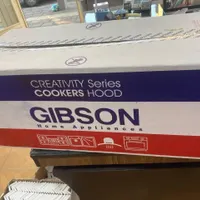 CREATIVITY Series
COOKERS HOOD
GIBSON
Home Appliances